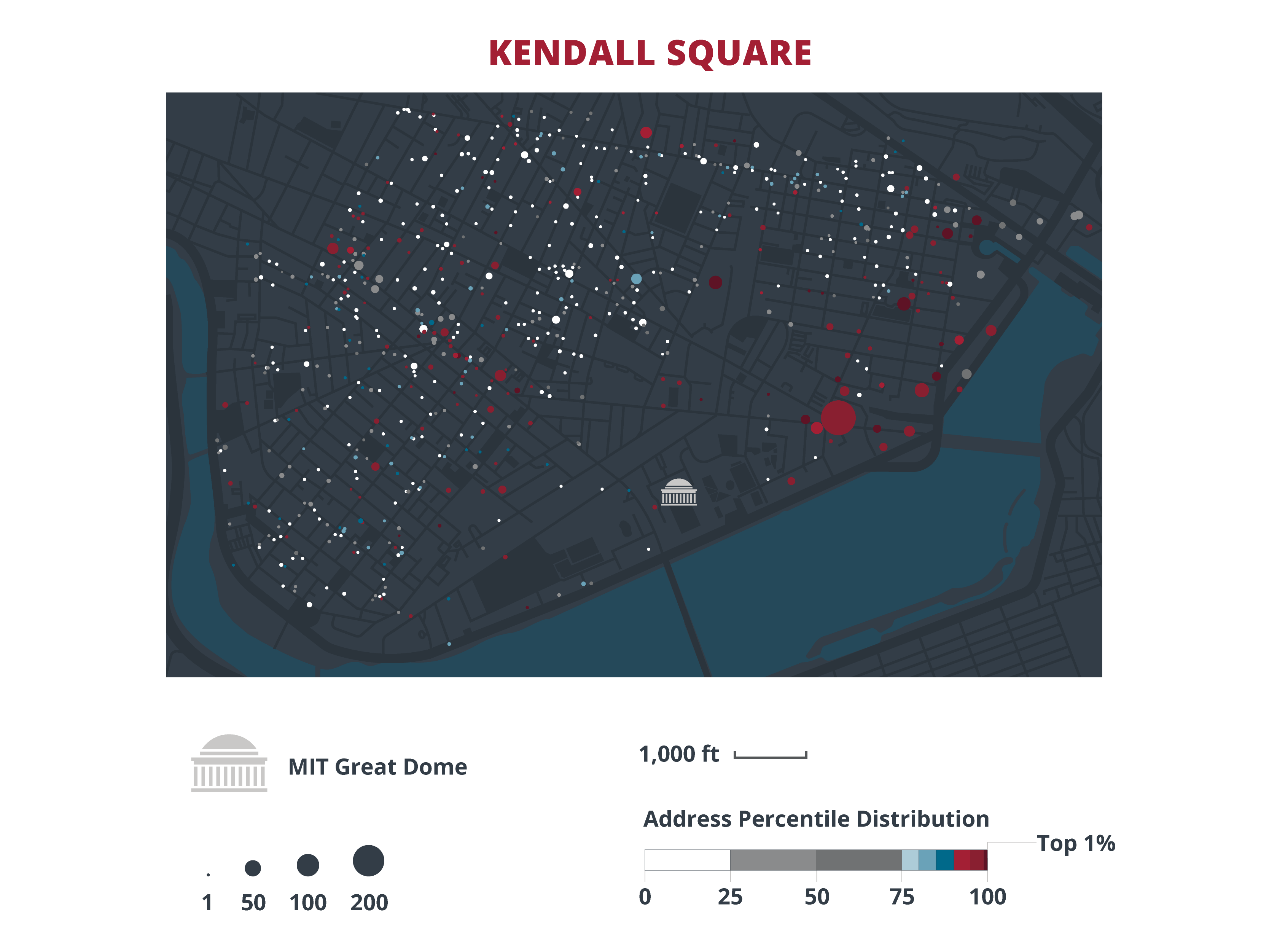 KENDALL SQUARE
MIT Great Dome
1,000 ft
Address Percentile Distribution
Top 1%
1 50 100 200
0 25 50 75 100